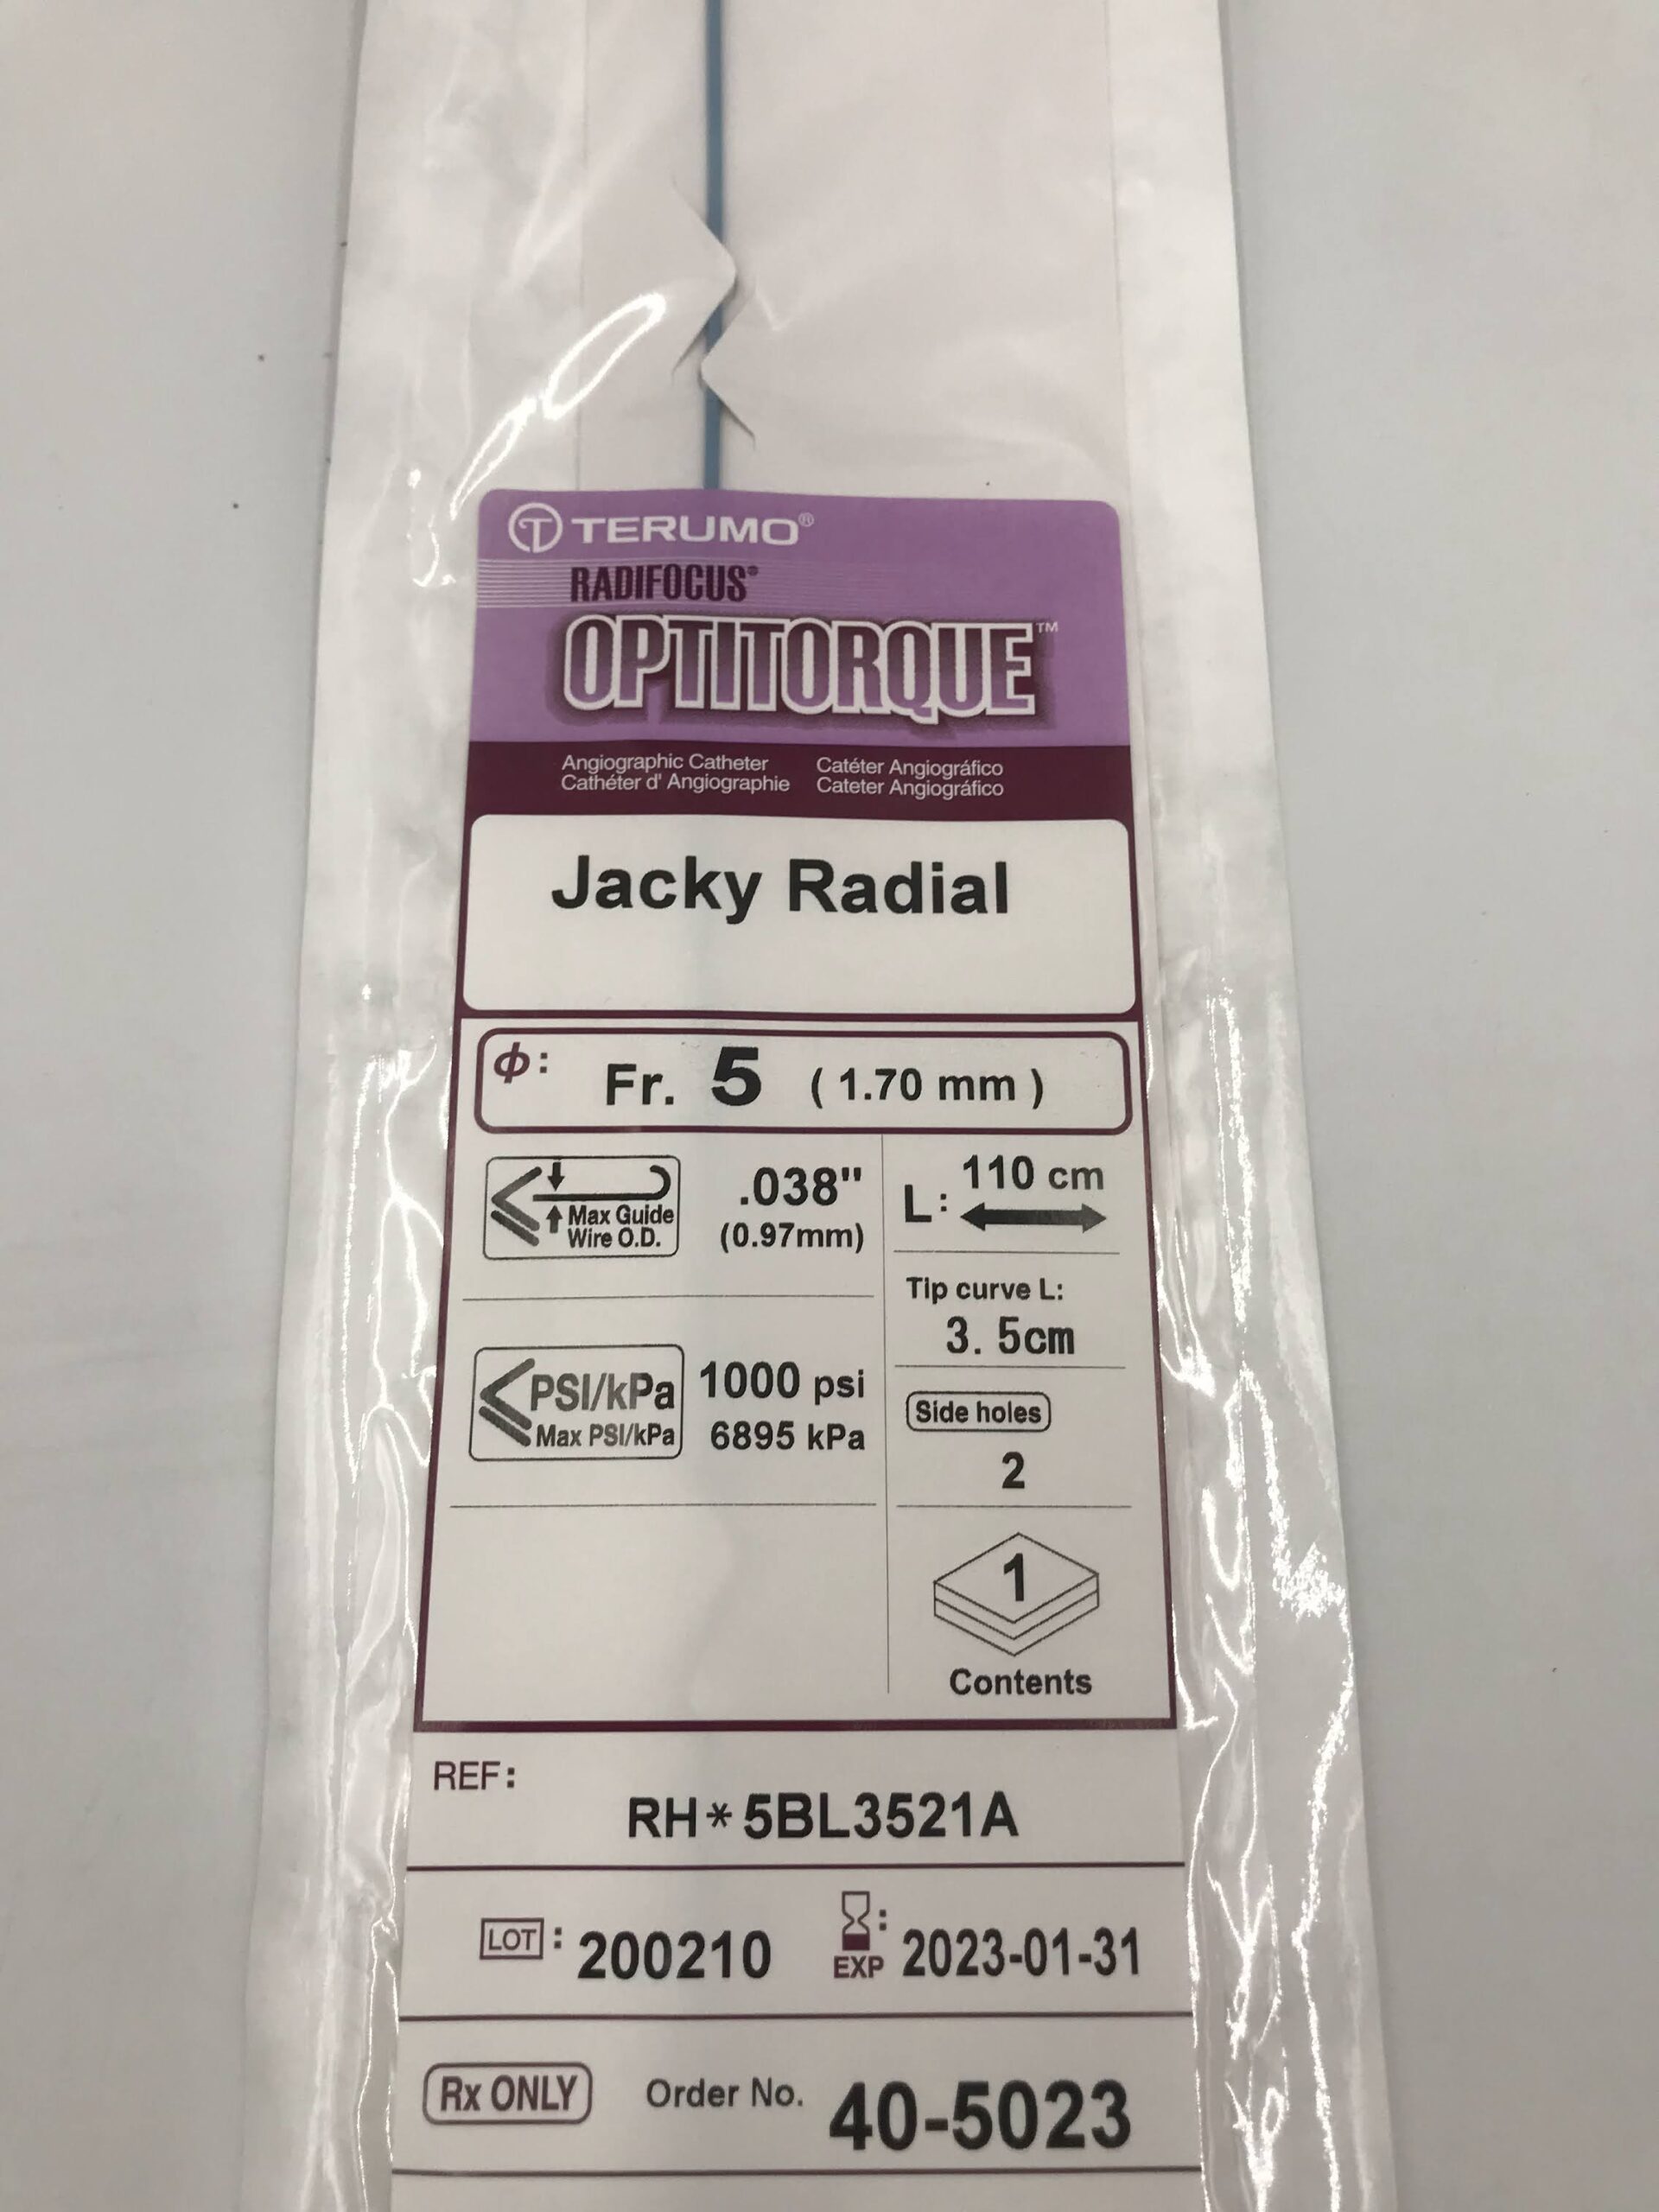 TERUMO®
RADIFOCUS®
OPTITORQUE™
Angiographic Catheter
Cathéter d' Angiographie
Catéter Angiográfico
Cateter Angiográfico
Jacky Radial
ϕ: Fr. 5 ( 1.70 mm )
Max Guide
Wire O.D.
.038"
(0.97mm)
L: 110 cm
Tip curve L:
3. 5cm
PSI/kPa
Max PSI/kPa
1000 psi
6895 kPa
Side holes
2
1
Contents
REF:
RH*5BL3521A
LOT : 200210
EXP : 2023-01-31
Rx ONLY
Order No. 40-5023